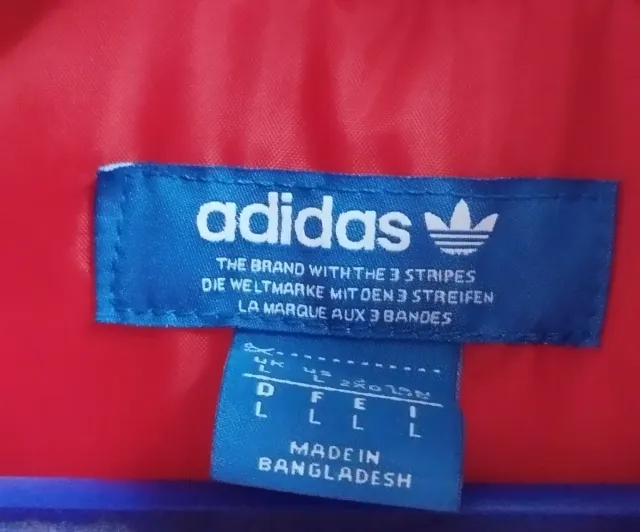 adidas
THE BRAND WITH THE 3 STRIPES
DIE WELTMARKE MIT DEN 3 STREIFEN
LA MARQUE AUX 3 BANDES
UK US
L L
D F E I
L L L L
MADE IN
BANGLADESH